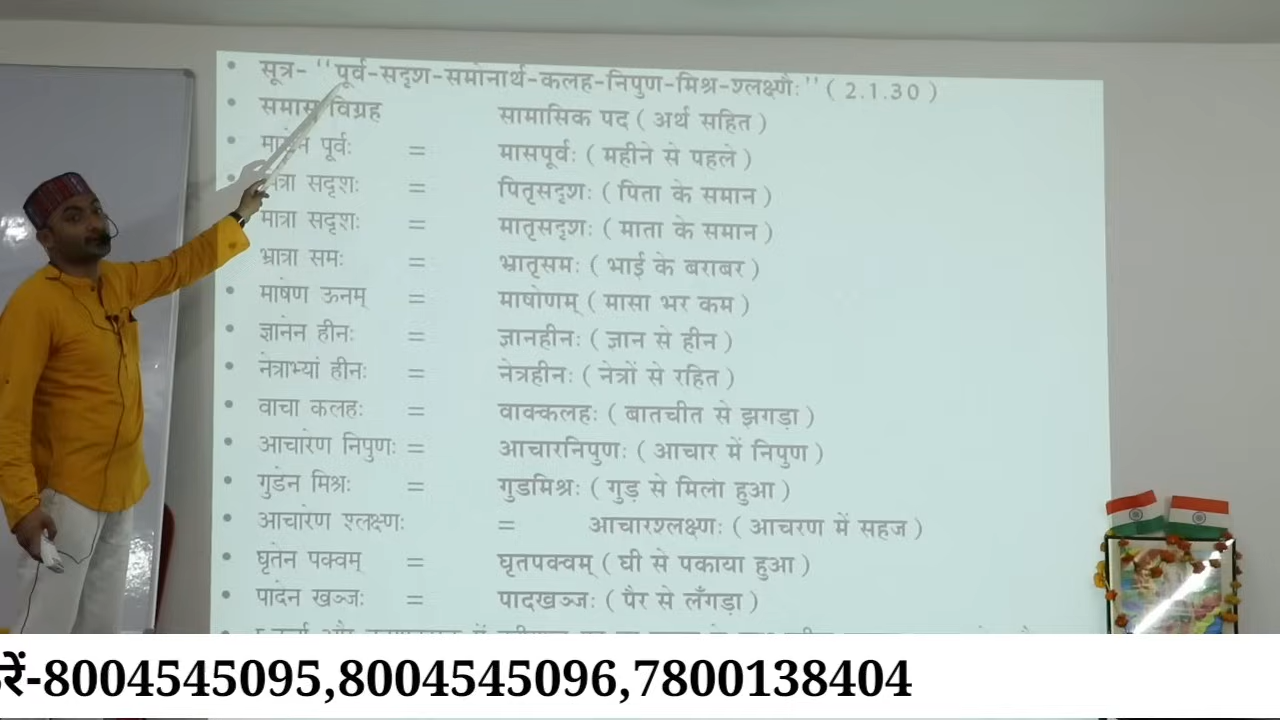 • सूत्र- "पूर्व-सदृश-समोनार्थ-कलह-निपुण-मिश्र-श्लक्ष्णैः" ( 2.1.30 )
• समास विग्रह सामासिक पद ( अर्थ सहित )
• पूर्वः = मासपूर्वः ( महीने से पहले )
• सदृशः = पितृसदृशः ( पिता के समान )
• मात्रा सदृशः = मातृसदृशः ( माता के समान )
• भ्रात्रा समः = भ्रातृसमः ( भाई के बराबर )
• माषेण ऊनम् = माषोणम् ( मासा भर कम )
• ज्ञानेन हीनः = ज्ञानहीनः ( ज्ञान से हीन )
• नेत्राभ्यां हीनः = नेत्रहीनः ( नेत्रों से रहित )
• वाचा कलहः = वाक्कलहः ( बातचीत से झगड़ा )
• आचारेण निपुणः = आचारनिपुणः ( आचार में निपुण )
• गुडेन मिश्रः = गुडमिश्रः ( गुड़ से मिला हुआ )
• आचारेण श्लक्ष्णः = आचारश्लक्ष्णः ( आचरण में सहज )
• घृतेन पक्वम् = घृतपक्वम् ( घी से पकाया हुआ )
• पादेन खञ्जः = पादखञ्जः ( पैर से लँगड़ा )
रें-8004545095,8004545096,7800138404